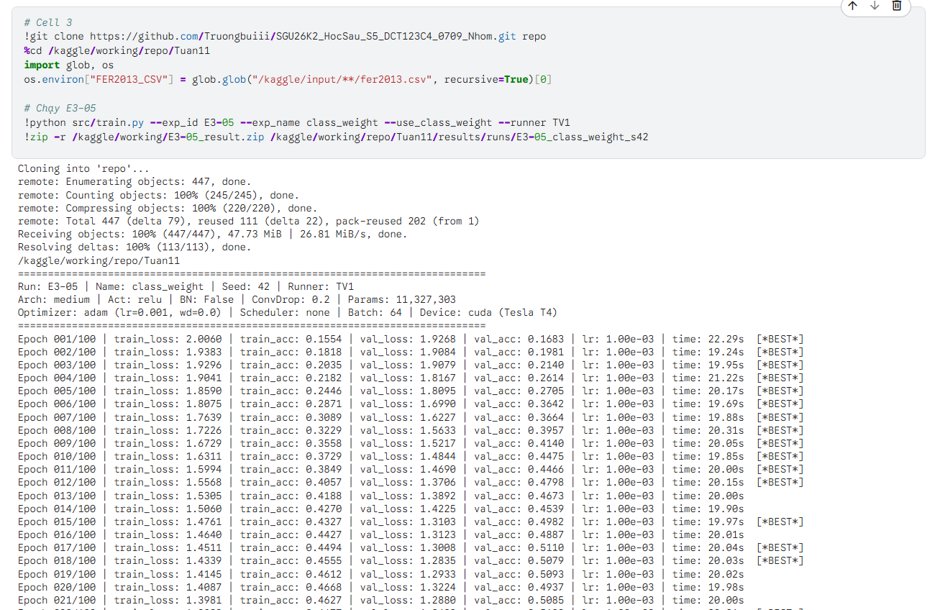 # Cell 3
!git clone https://github.com/Truongbuiii/SGU26K2_HocSau_S5_DCT123C4_0709_Nhom.git repo
%cd /kaggle/working/repo/Tuan11
import glob, os
os.environ["FER2013_CSV"] = glob.glob("/kaggle/input/**/fer2013.csv", recursive=True)[0]
# Chạy E3-05
!python src/train.py --exp_id E3-05 --exp_name class_weight --use_class_weight --runner TV1
!zip -r /kaggle/working/E3-05_result.zip /kaggle/working/repo/Tuan11/results/runs/E3-05_class_weight_s42
Cloning into 'repo'...
remote: Enumerating objects: 447, done.
remote: Counting objects: 100% (245/245), done.
remote: Compressing objects: 100% (220/220), done.
remote: Total 447 (delta 79), reused 111 (delta 22), pack-reused 202 (from 1)
Receiving objects: 100% (447/447), 47.73 MiB | 26.81 MiB/s, done.
Resolving deltas: 100% (113/113), done.
/kaggle/working/repo/Tuan11
==============================================================================
Run: E3-05 | Name: class_weight | Seed: 42 | Runner: TV1
Arch: medium | Act: relu | BN: False | ConvDrop: 0.2 | Params: 11,327,303
Optimizer: adam (lr=0.001, wd=0.0) | Scheduler: none | Batch: 64 | Device: cuda (Tesla T4)
==============================================================================
Epoch 001/100 | train_loss: 2.0060 | train_acc: 0.1554 | val_loss: 1.9268 | val_acc: 0.1683 | lr: 1.00e-03 | time: 22.29s [*BEST*]
Epoch 002/100 | train_loss: 1.9383 | train_acc: 0.1818 | val_loss: 1.9084 | val_acc: 0.1981 | lr: 1.00e-03 | time: 19.24s [*BEST*]
Epoch 003/100 | train_loss: 1.9296 | train_acc: 0.2035 | val_loss: 1.9079 | val_acc: 0.2140 | lr: 1.00e-03 | time: 19.95s [*BEST*]
Epoch 004/100 | train_loss: 1.9041 | train_acc: 0.2182 | val_loss: 1.8167 | val_acc: 0.2614 | lr: 1.00e-03 | time: 21.22s [*BEST*]
Epoch 005/100 | train_loss: 1.8590 | train_acc: 0.2446 | val_loss: 1.8095 | val_acc: 0.2705 | lr: 1.00e-03 | time: 20.17s [*BEST*]
Epoch 006/100 | train_loss: 1.8075 | train_acc: 0.2871 | val_loss: 1.6990 | val_acc: 0.3642 | lr: 1.00e-03 | time: 19.69s [*BEST*]
Epoch 007/100 | train_loss: 1.7639 | train_acc: 0.3089 | val_loss: 1.6227 | val_acc: 0.3664 | lr: 1.00e-03 | time: 19.88s [*BEST*]
Epoch 008/100 | train_loss: 1.7226 | train_acc: 0.3229 | val_loss: 1.5633 | val_acc: 0.3957 | lr: 1.00e-03 | time: 20.31s [*BEST*]
Epoch 009/100 | train_loss: 1.6729 | train_acc: 0.3558 | val_loss: 1.5217 | val_acc: 0.4140 | lr: 1.00e-03 | time: 20.05s [*BEST*]
Epoch 010/100 | train_loss: 1.6311 | train_acc: 0.3729 | val_loss: 1.4844 | val_acc: 0.4475 | lr: 1.00e-03 | time: 19.85s [*BEST*]
Epoch 011/100 | train_loss: 1.5994 | train_acc: 0.3849 | val_loss: 1.4690 | val_acc: 0.4466 | lr: 1.00e-03 | time: 20.00s [*BEST*]
Epoch 012/100 | train_loss: 1.5568 | train_acc: 0.4057 | val_loss: 1.3706 | val_acc: 0.4798 | lr: 1.00e-03 | time: 20.15s [*BEST*]
Epoch 013/100 | train_loss: 1.5305 | train_acc: 0.4188 | val_loss: 1.3892 | val_acc: 0.4673 | lr: 1.00e-03 | time: 20.00s
Epoch 014/100 | train_loss: 1.5060 | train_acc: 0.4270 | val_loss: 1.4225 | val_acc: 0.4539 | lr: 1.00e-03 | time: 19.90s
Epoch 015/100 | train_loss: 1.4761 | train_acc: 0.4327 | val_loss: 1.3103 | val_acc: 0.4982 | lr: 1.00e-03 | time: 19.97s [*BEST*]
Epoch 016/100 | train_loss: 1.4640 | train_acc: 0.4427 | val_loss: 1.3123 | val_acc: 0.4887 | lr: 1.00e-03 | time: 20.01s
Epoch 017/100 | train_loss: 1.4511 | train_acc: 0.4494 | val_loss: 1.3008 | val_acc: 0.5110 | lr: 1.00e-03 | time: 20.04s [*BEST*]
Epoch 018/100 | train_loss: 1.4339 | train_acc: 0.4555 | val_loss: 1.2835 | val_acc: 0.5079 | lr: 1.00e-03 | time: 20.03s [*BEST*]
Epoch 019/100 | train_loss: 1.4145 | train_acc: 0.4612 | val_loss: 1.2933 | val_acc: 0.5093 | lr: 1.00e-03 | time: 20.02s
Epoch 020/100 | train_loss: 1.4087 | train_acc: 0.4668 | val_loss: 1.3224 | val_acc: 0.4937 | lr: 1.00e-03 | time: 19.98s
Epoch 021/100 | train_loss: 1.3981 | train_acc: 0.4627 | val_loss: 1.2880 | val_acc: 0.5085 | lr: 1.00e-03 | time: 20.00s